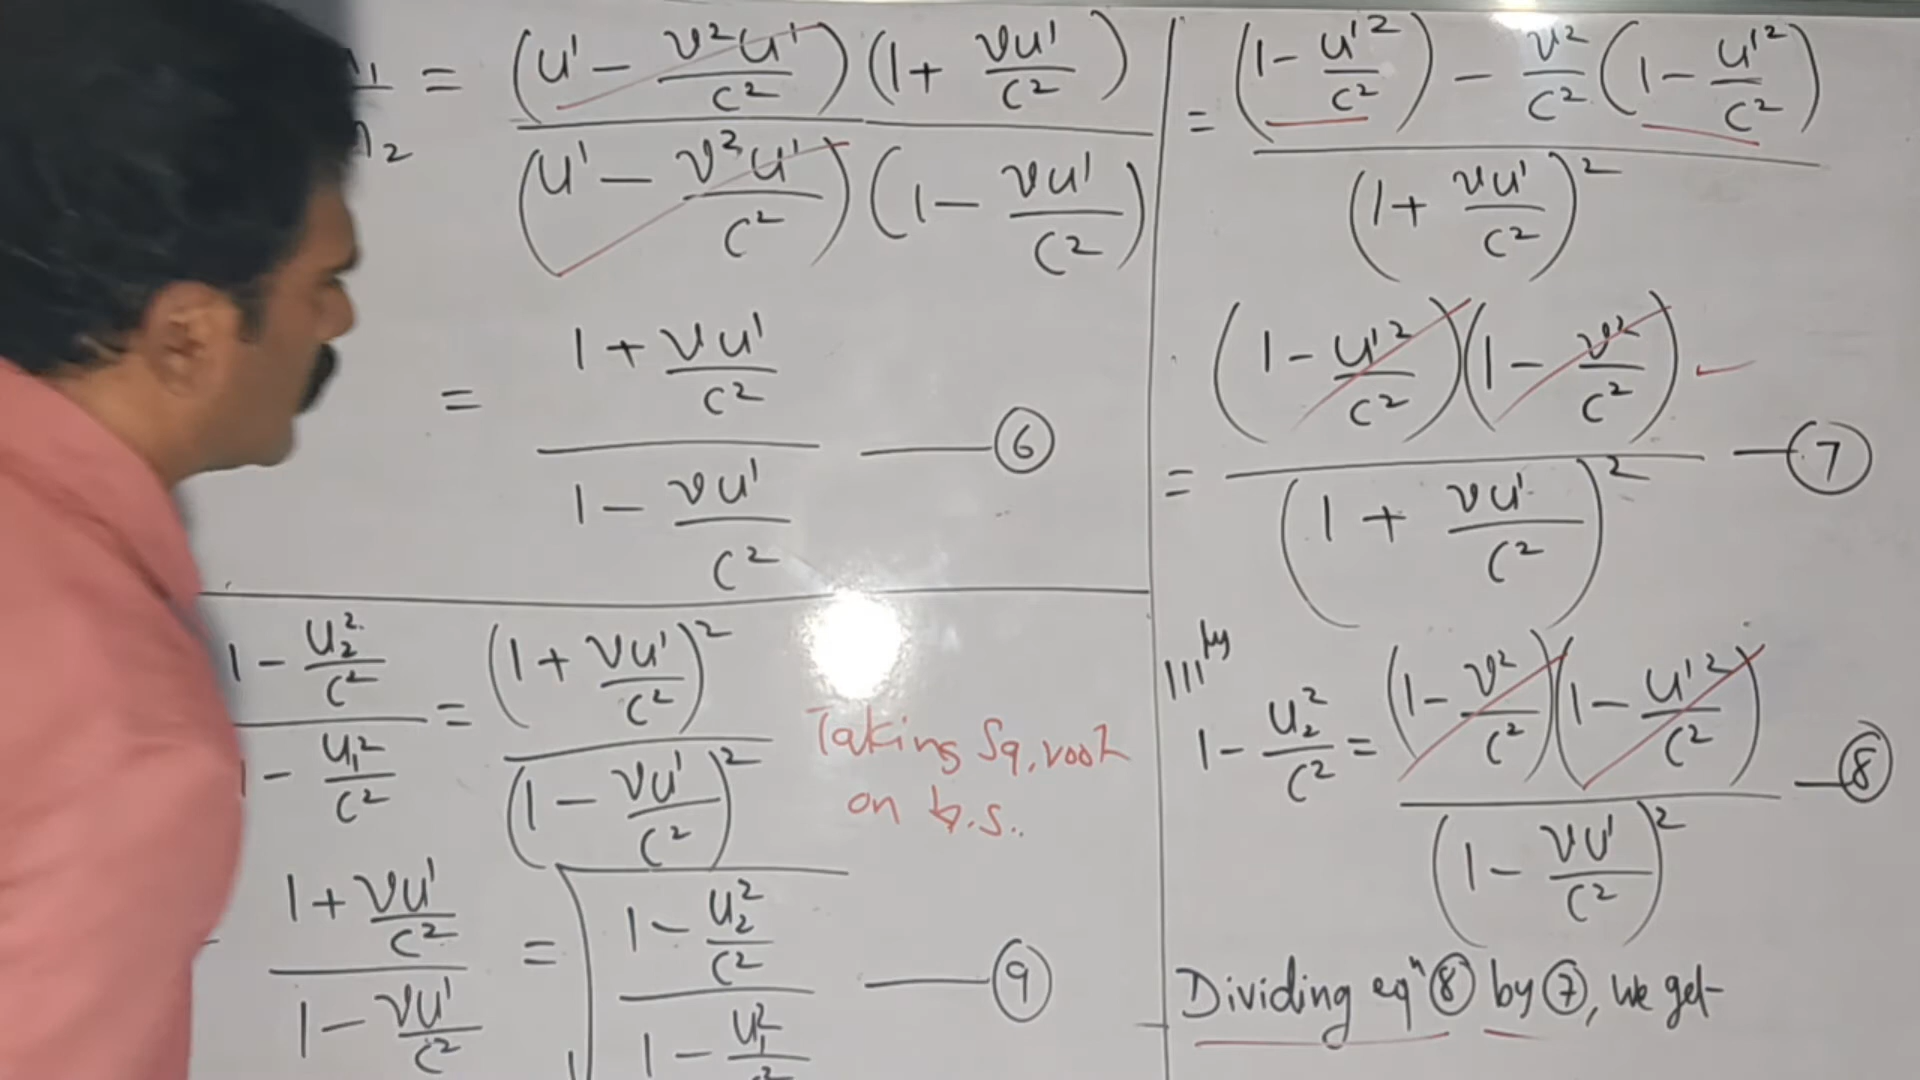 m₁/m₂ = (u' − v²u'/c²)(1 + vu'/c²) / (u' − v²u'/c²)(1 − vu'/c²)
= (1 + vu'/c²) / (1 − vu'/c²) — ⑥
(1 − u₂²/c²) / (1 − u₁²/c²) = (1 + vu'/c²)² / (1 − vu'/c²)²
Taking Sq. root
on b.s..
(1 + vu'/c²) / (1 − vu'/c²) = √[(1 − u₂²/c²) / (1 − u₁²/c²)] — ⑨
= [(1 − u'²/c²) − v²/c² (1 − u'²/c²)] / (1 + vu'/c²)²
= (1 − u'²/c²)(1 − v²/c²) / (1 + vu'/c²)² — ⑦
|||ly
1 − u₂²/c² = (1 − v²/c²)(1 − u'²/c²) / (1 − vu'/c²)² — ⑧
Dividing eqⁿ ⑧ by ⑦, we get